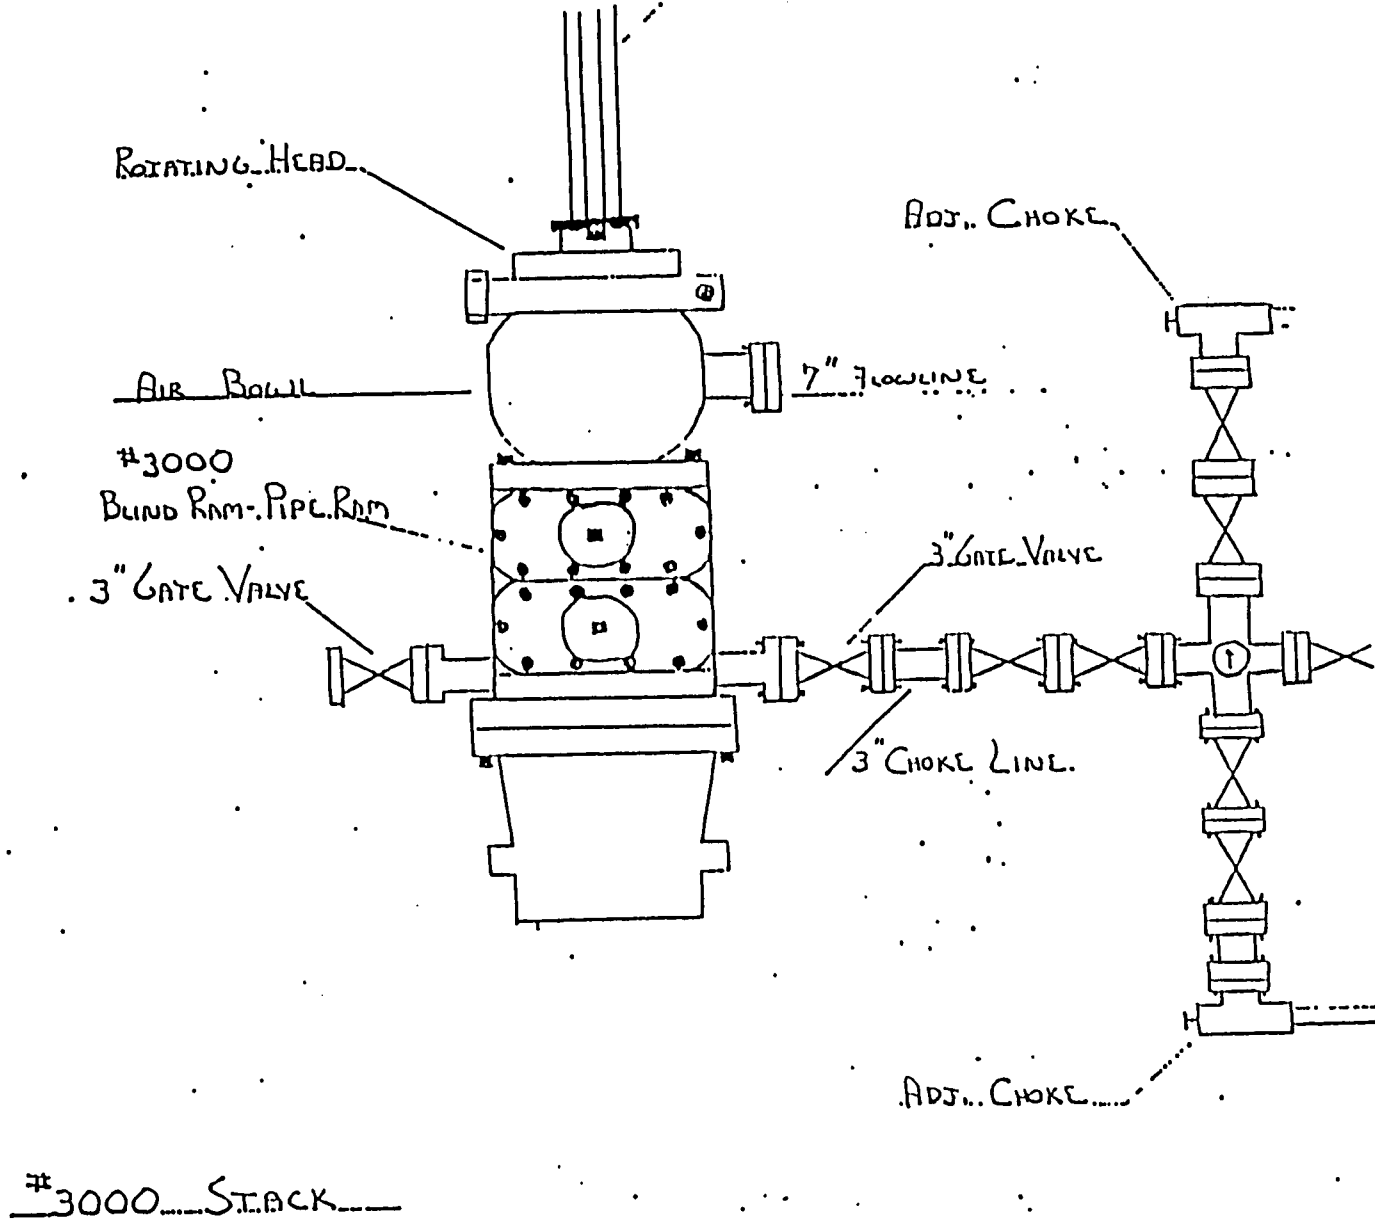 ROTATING HEAD
ADJ. CHOKE
AIR BOWL
7" FLOWLINE
#3000
BLIND RAM-PIPE RAM
3" GATE VALVE
3" GATE VALVE
3" CHOKE LINE.
ADJ. CHOKE
#3000 STACK